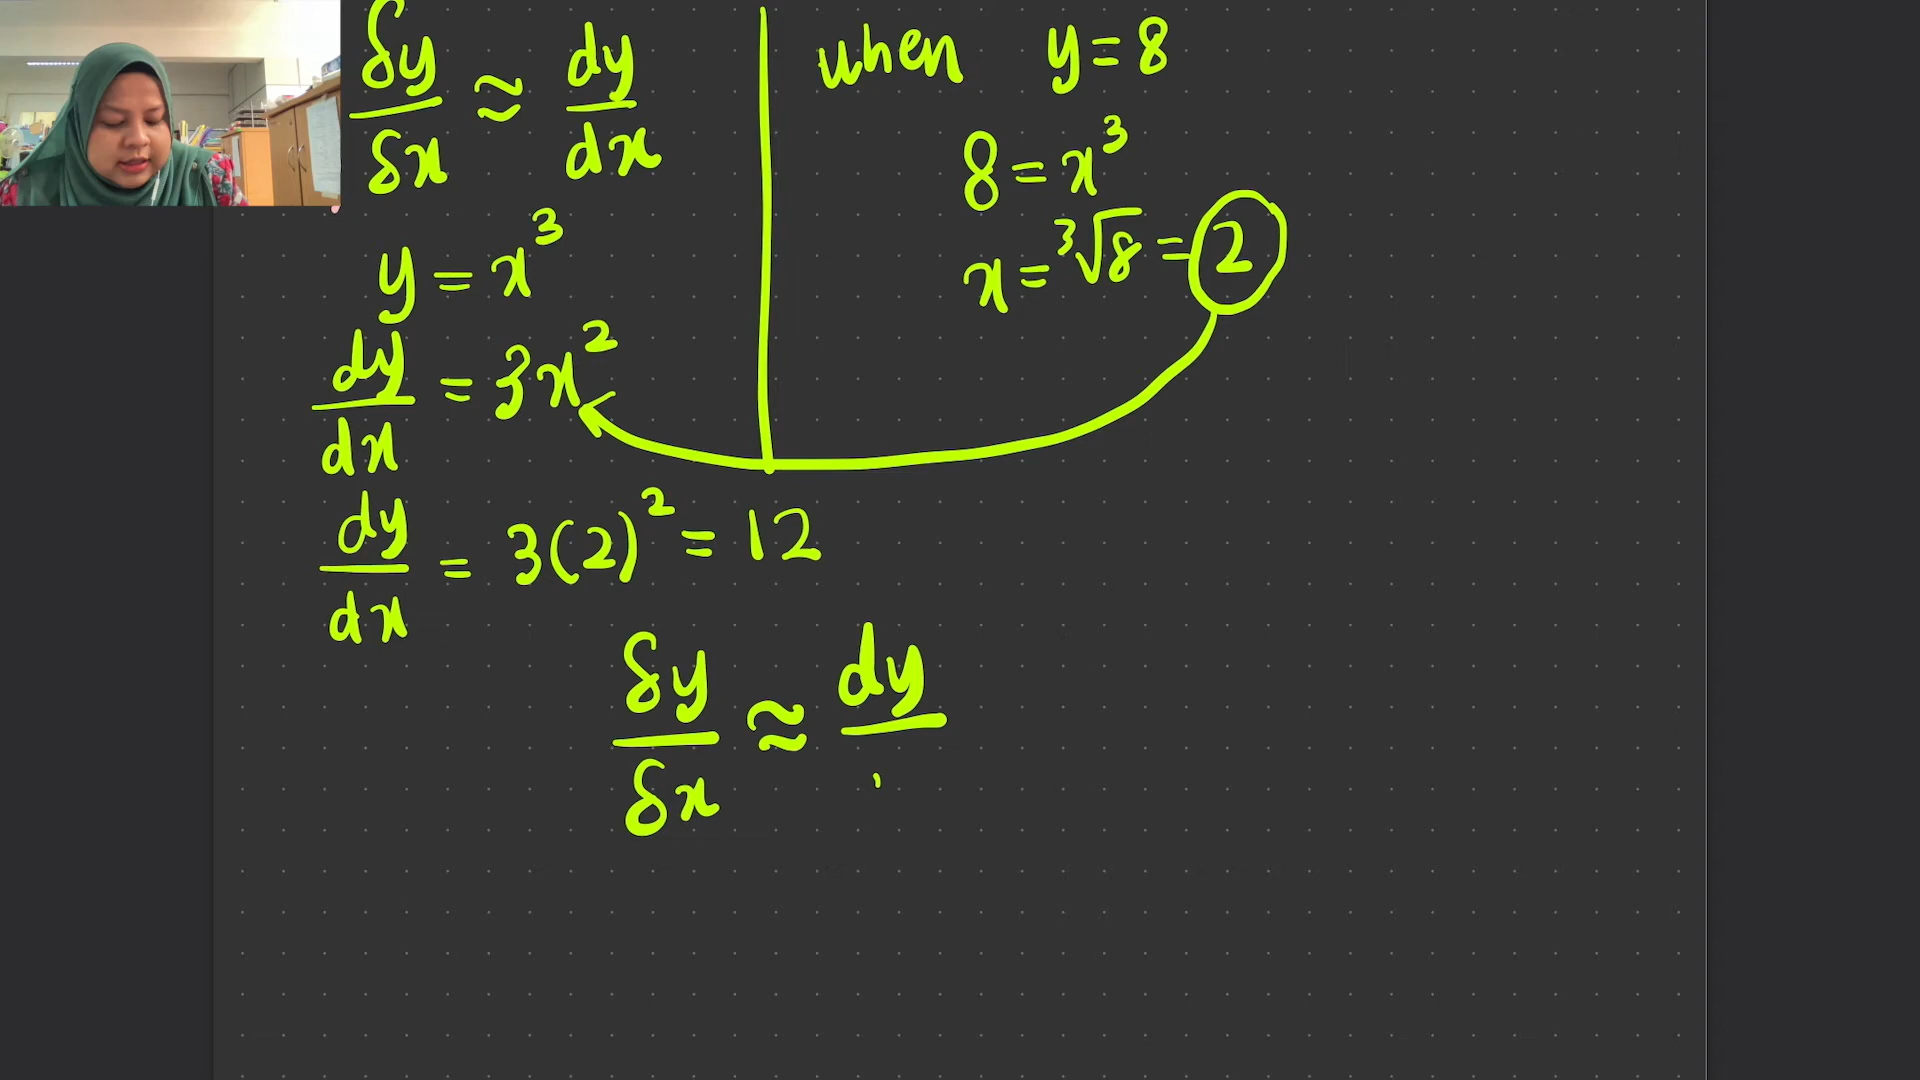 δy/δx ≈ dy/dx
y = x³
dy/dx = 3x²
dy/dx = 3(2)² = 12
when y = 8
8 = x³
x = ³√8 = 2
δy/δx ≈ dy/